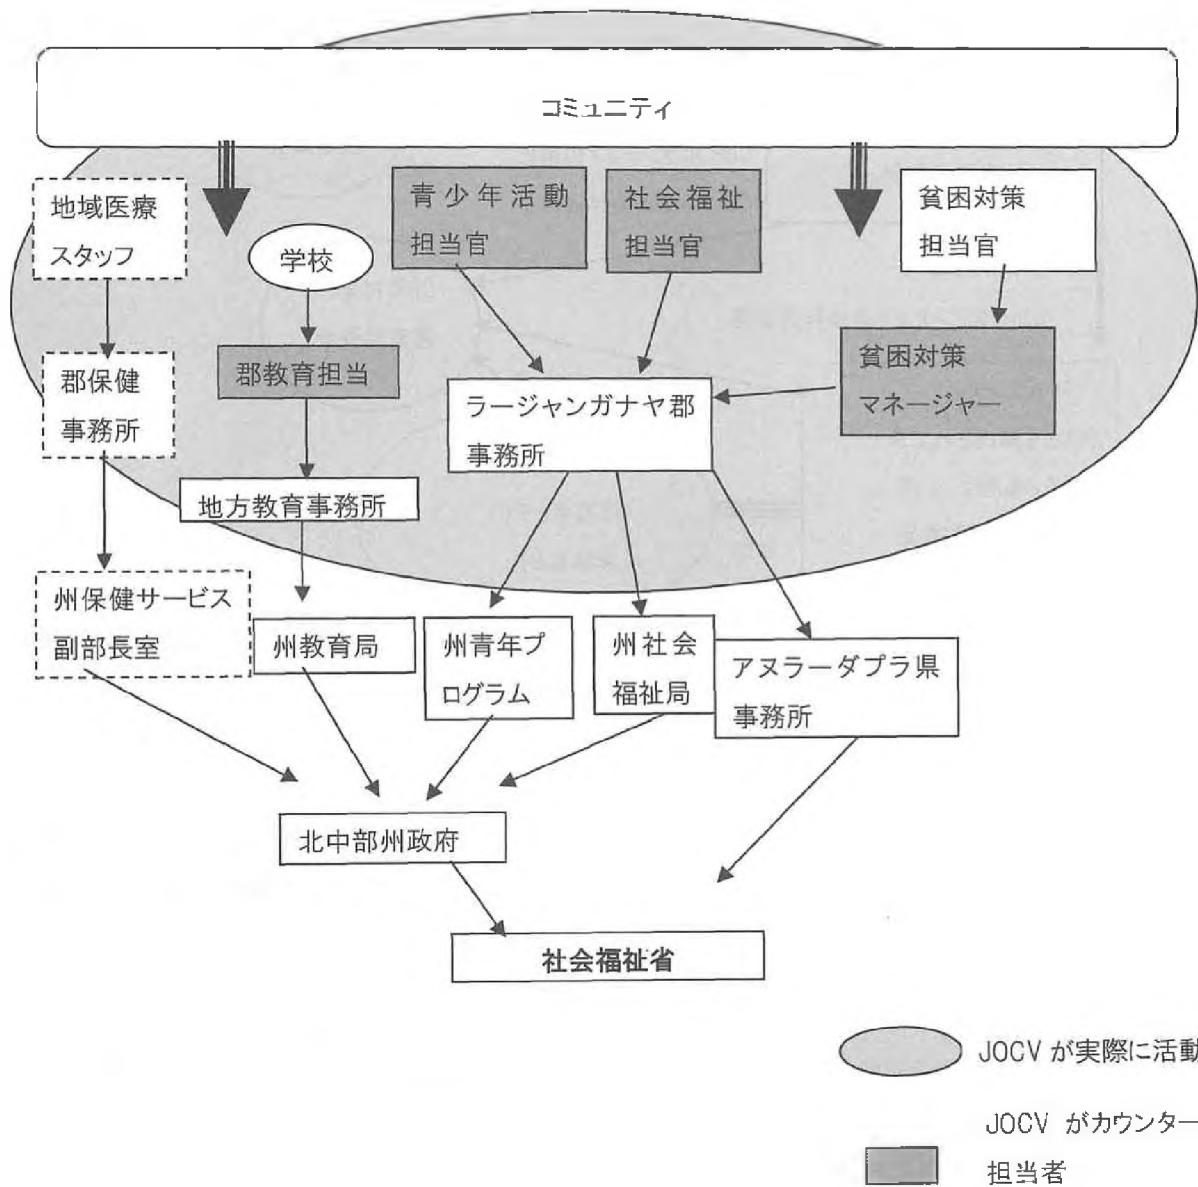 コミュニティ
地域医療
スタッフ
学校
青少年活動
担当官
社会福祉
担当官
貧困対策
担当官
郡保健
事務所
郡教育担当
ラージャンガナヤ郡
事務所
貧困対策
マネージャー
地方教育事務所
州保健サービス
副部長室
州教育局
州青年プ
ログラム
州社会
福祉局
アヌラーダプラ県
事務所
北中部州政府
社会福祉省
JOCV が実際に活動
JOCV がカウンター
担当者